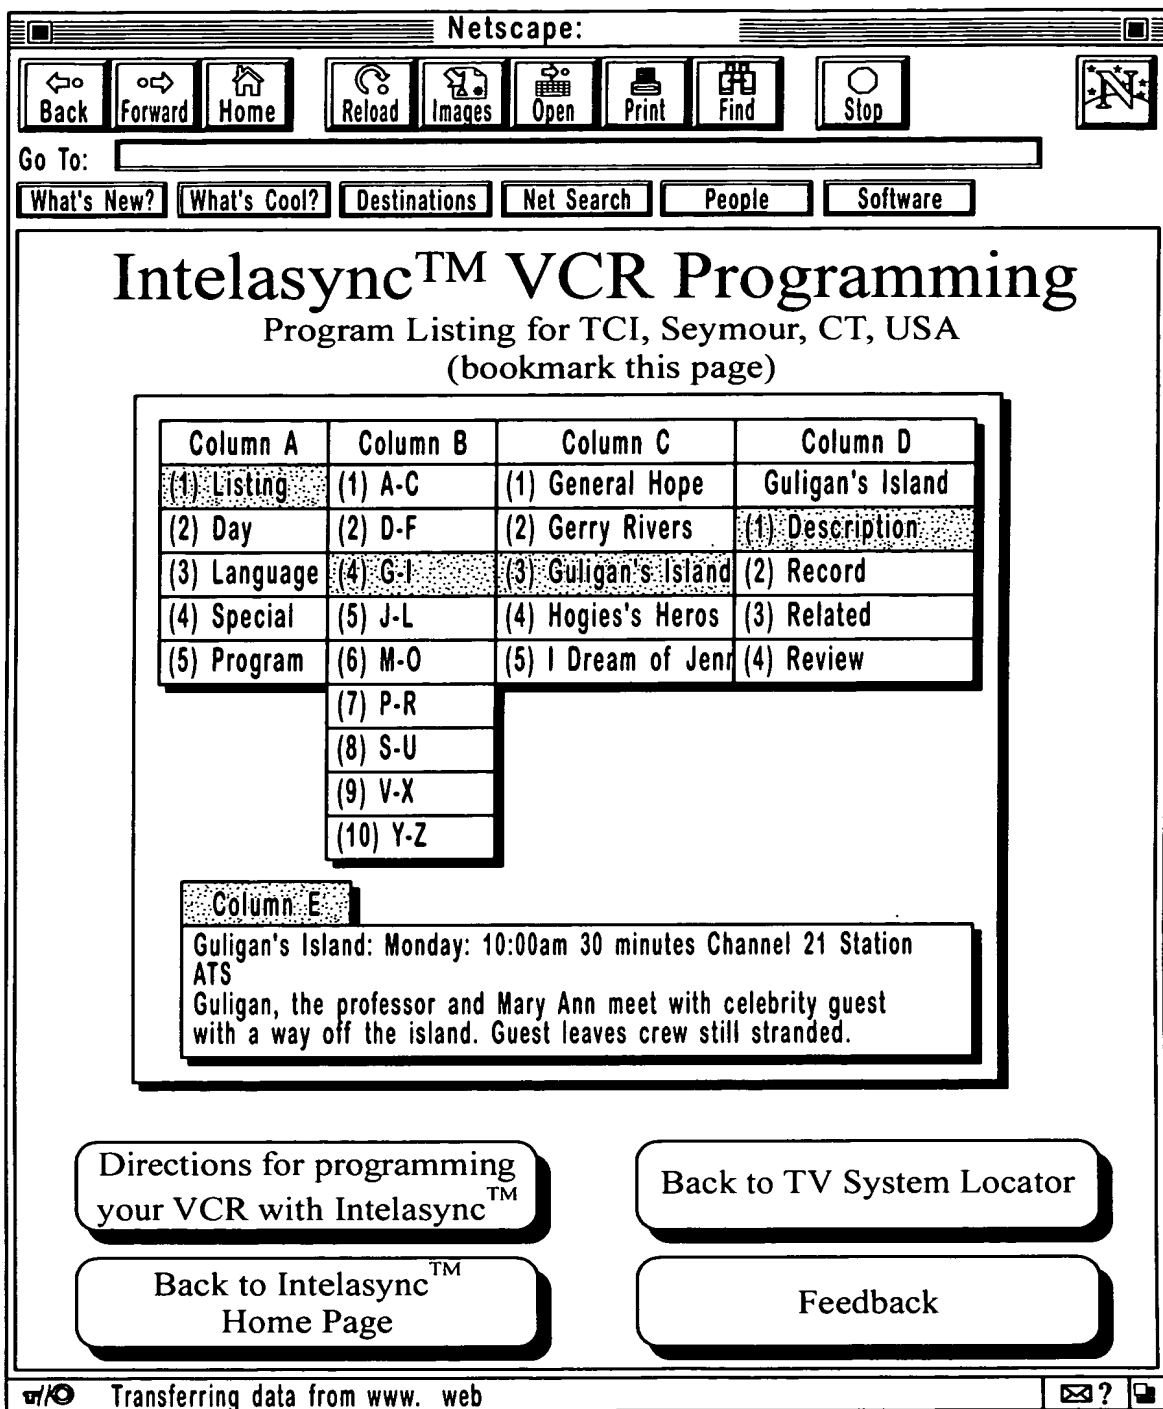 Netscape:
Back Forward Home Reload Images Open Print Find Stop N
Go To:
What's New? What's Cool? Destinations Net Search People Software
Intelasync™ VCR Programming
Program Listing for TCI, Seymour, CT, USA
(bookmark this page)
Column A Column B Column C Column D
(1) Listing (1) A-C (1) General Hope Guligan's Island
(2) Day (2) D-F (2) Gerry Rivers (1) Description
(3) Language (4) G-I (3) Guligan's Island (2) Record
(4) Special (5) J-L (4) Hogies's Heros (3) Related
(5) Program (6) M-O (5) I Dream of Jenn (4) Review
(7) P-R
(8) S-U
(9) V-X
(10) Y-Z
Column E
Guligan's Island: Monday: 10:00am 30 minutes Channel 21 Station
ATS
Guligan, the professor and Mary Ann meet with celebrity guest
with a way off the island. Guest leaves crew still stranded.
Directions for programming
your VCR with Intelasync™
Back to TV System Locator
Back to Intelasync™
Home Page
Feedback
Transferring data from www. web
?